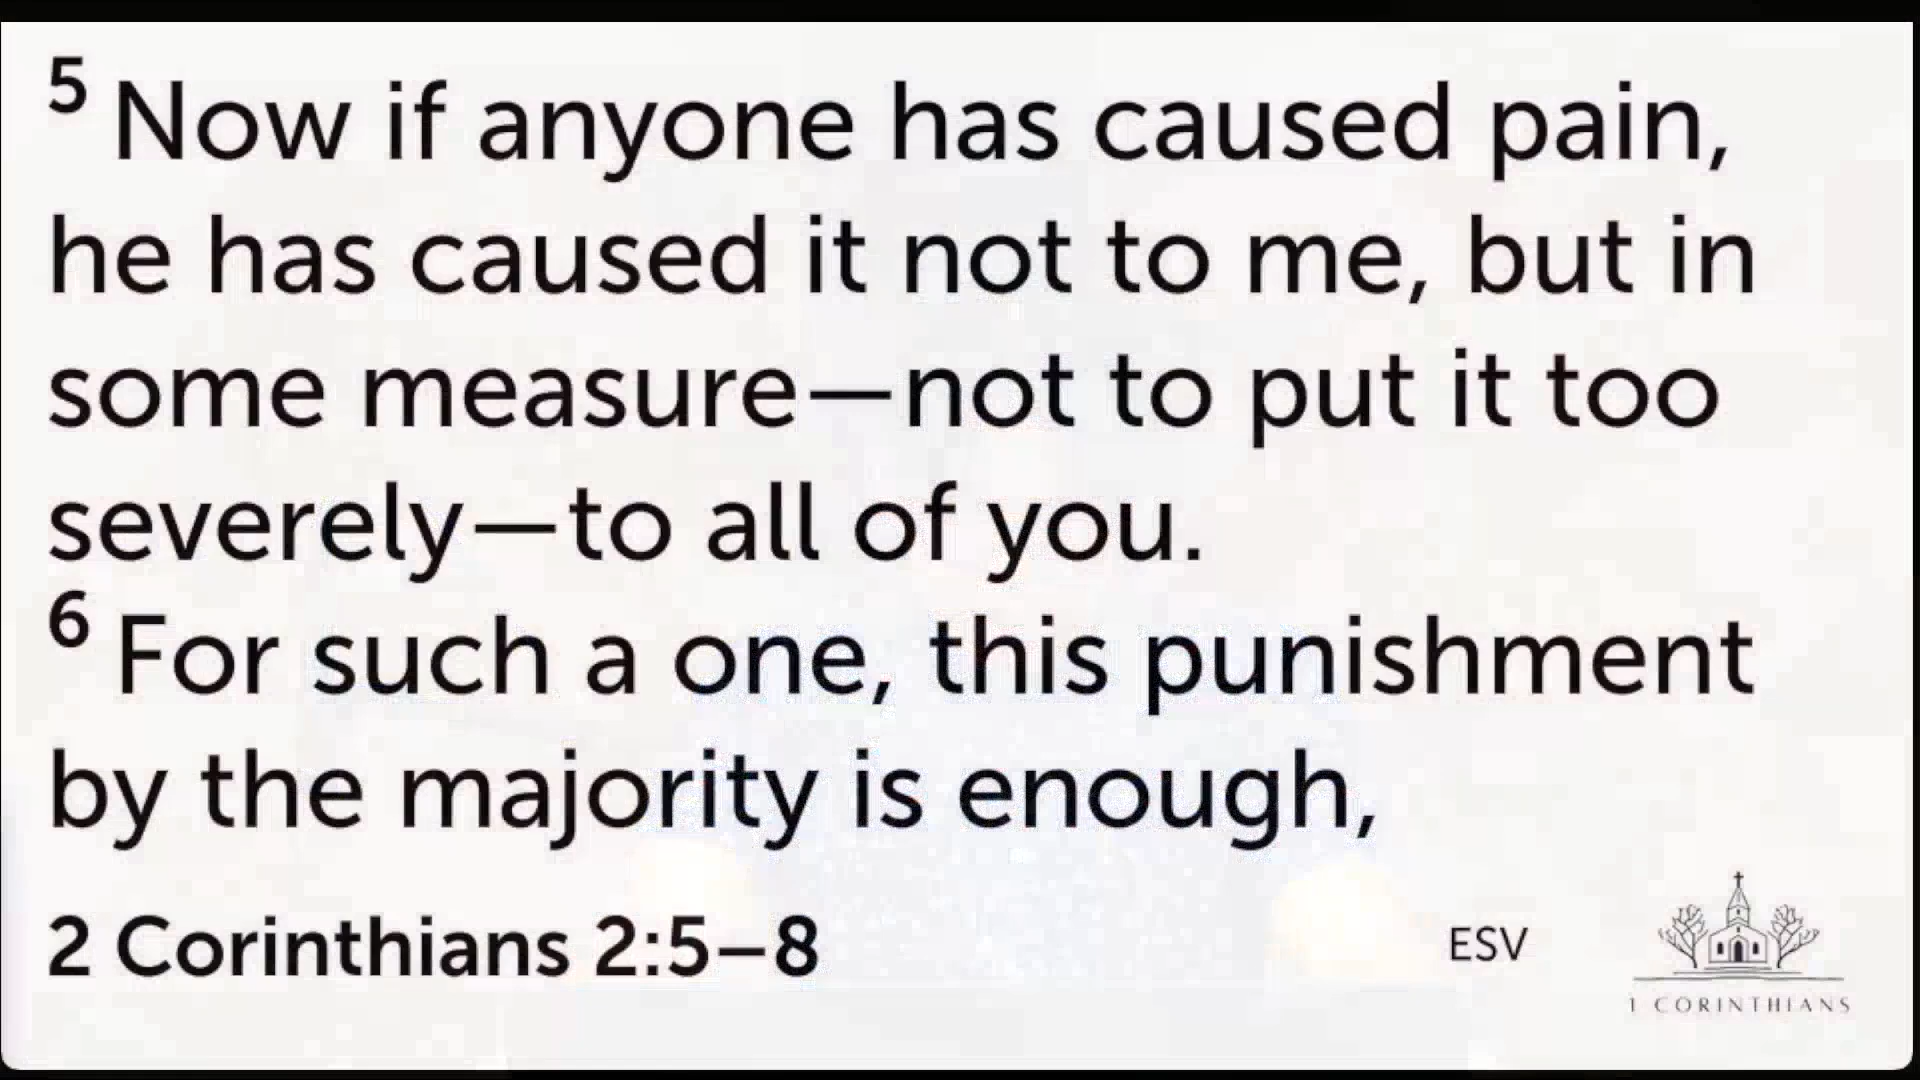 5 Now if anyone has caused pain,
he has caused it not to me, but in
some measure—not to put it too
severely—to all of you.
6 For such a one, this punishment
by the majority is enough,
2 Corinthians 2:5–8
ESV
1 CORINTHIANS